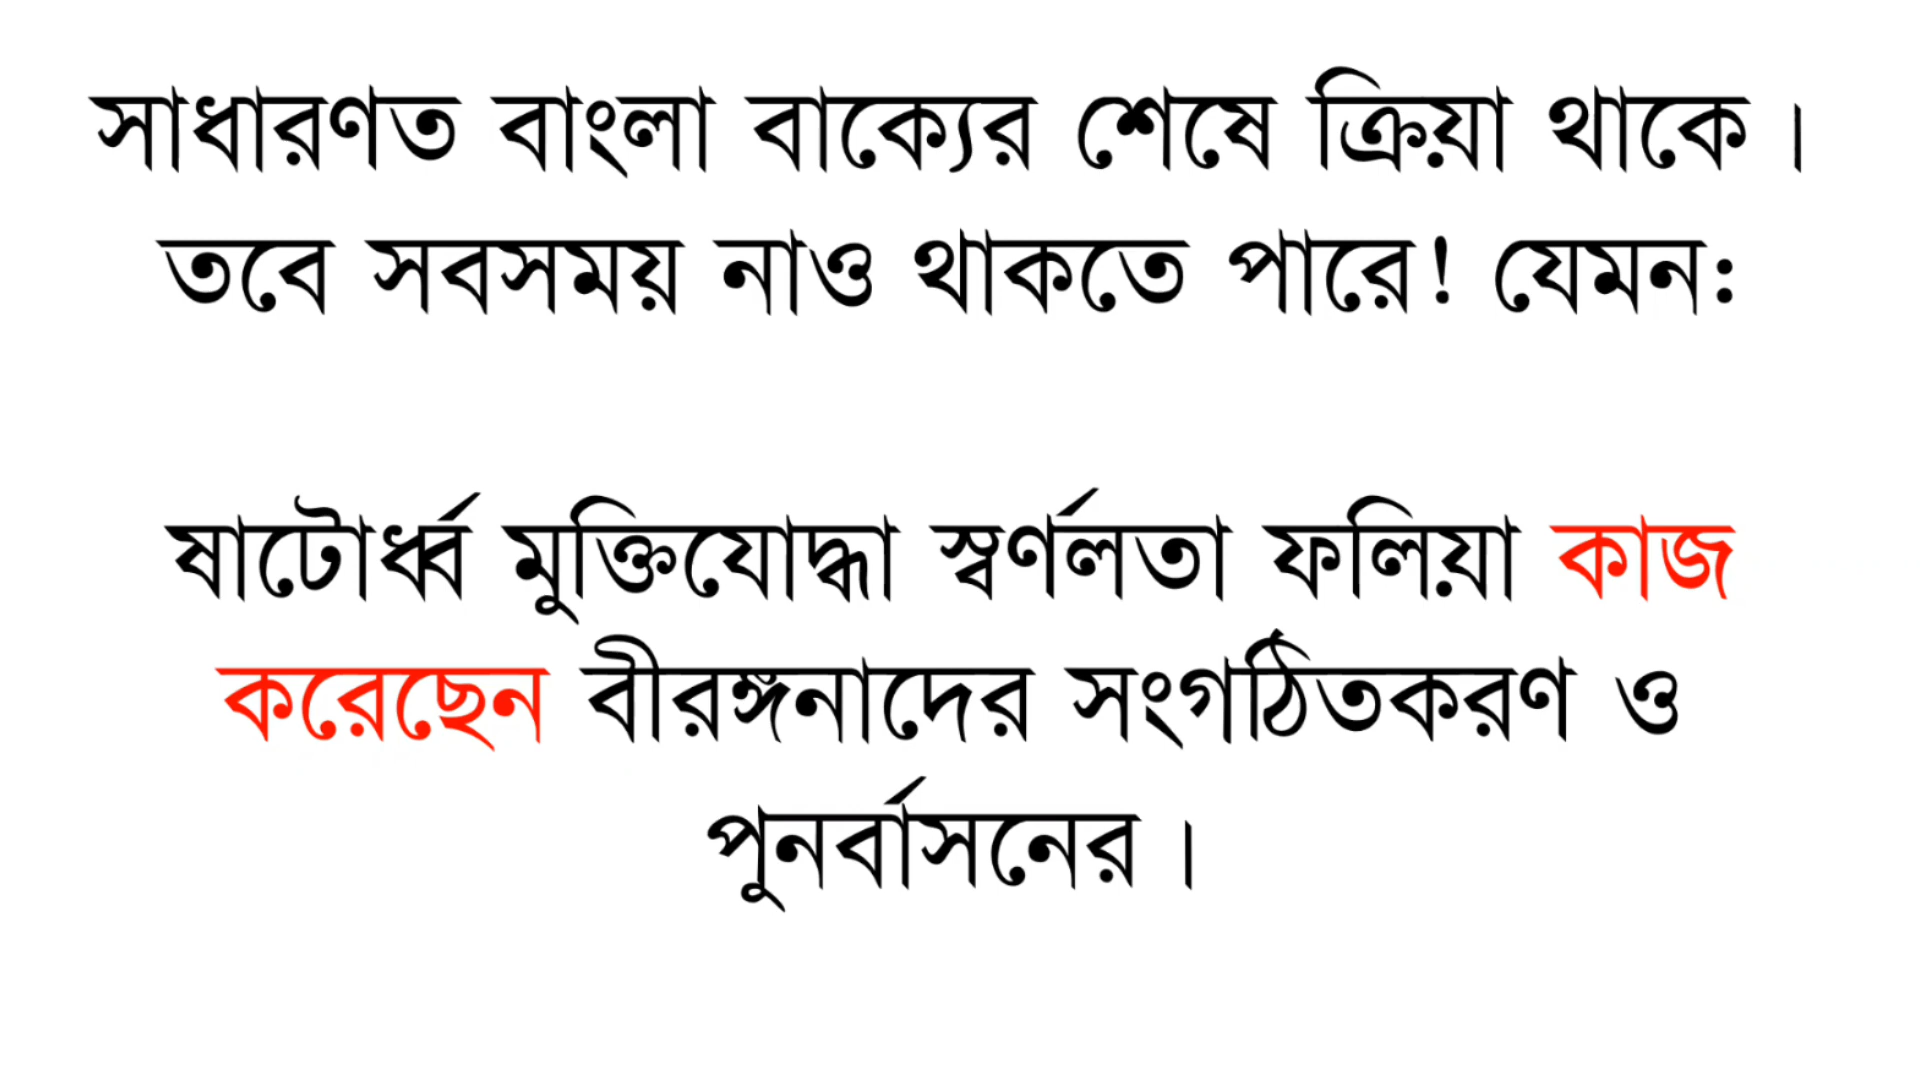 সাধারণত বাংলা বাক্যের শেষে ক্রিয়া থাকে।
তবে সবসময় নাও থাকতে পারে! যেমন:
ষাটোর্ধ্ব মুক্তিযোদ্ধা স্বর্ণলতা ফলিয়া কাজ
করেছেন বীরঙ্গনাদের সংগঠিতকরণ ও
পুনর্বাসনের।